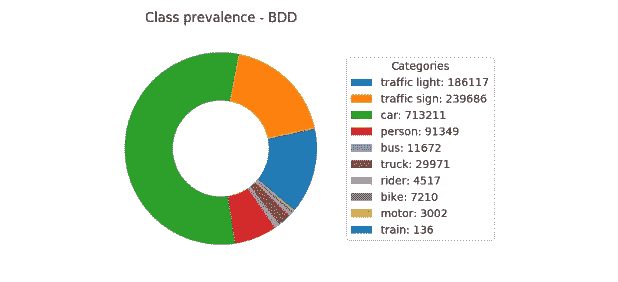 Class prevalence - BDD
Categories
traffic light: 186117
traffic sign: 239686
car: 713211
person: 91349
bus: 11672
truck: 29971
rider: 4517
bike: 7210
motor: 3002
train: 136